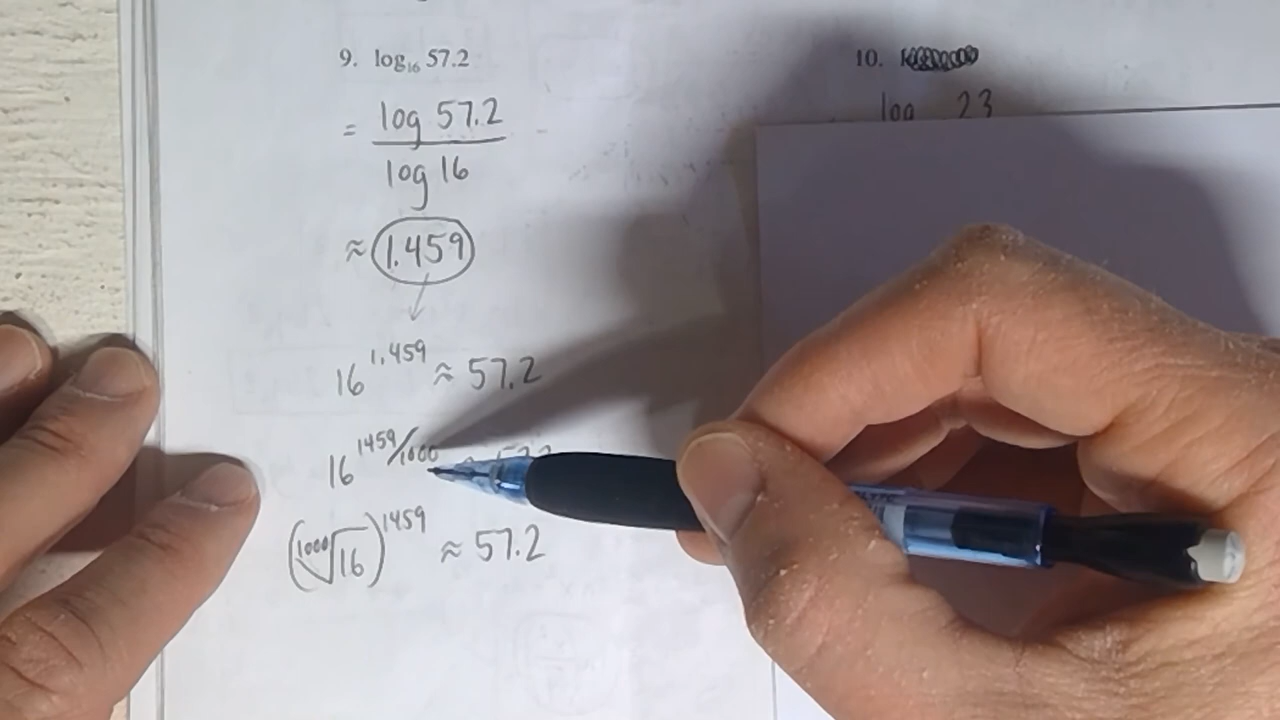 9. log₁₆ 57.2
= log 57.2 / log 16
≈ 1.459
16^1.459 ≈ 57.2
16^1459/1000
(¹⁰⁰⁰√16)^1459 ≈ 57.2
10.
log 23